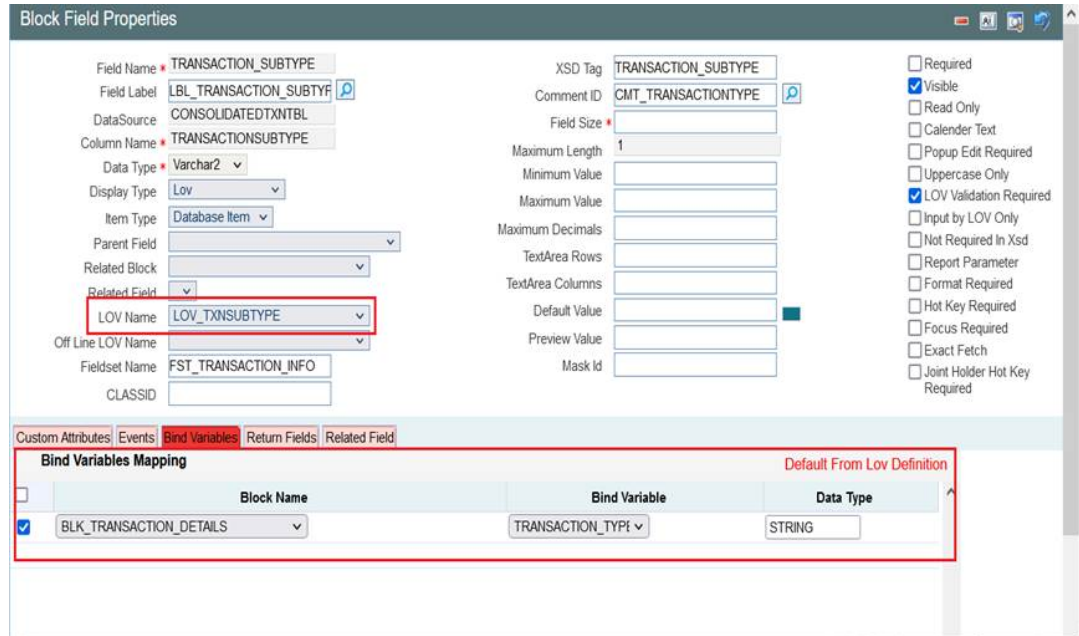 Block Field Properties
Field Name * TRANSACTION_SUBTYPE
Field Label LBL_TRANSACTION_SUBTYF
DataSource CONSOLIDATEDTXNTBL
Column Name * TRANSACTIONSUBTYPE
Data Type * Varchar2
Display Type Lov
Item Type Database Item
Parent Field
Related Block
Related Field
LOV Name LOV_TXNSUBTYPE
Off Line LOV Name
Fieldset Name FST_TRANSACTION_INFO
CLASSID
XSD Tag TRANSACTION_SUBTYPE
Comment ID CMT_TRANSACTIONTYPE
Field Size *
Maximum Length 1
Minimum Value
Maximum Value
Maximum Decimals
TextArea Rows
TextArea Columns
Default Value
Preview Value
Mask Id
Required
Visible
Read Only
Calender Text
Popup Edit Required
Uppercase Only
LOV Validation Required
Input by LOV Only
Not Required In Xsd
Report Parameter
Format Required
Hot Key Required
Focus Required
Exact Fetch
Joint Holder Hot Key
Required
Custom Attributes Events Bind Variables Return Fields Related Field
Bind Variables Mapping Default From Lov Definition
Block Name Bind Variable Data Type
BLK_TRANSACTION_DETAILS TRANSACTION_TYPE STRING